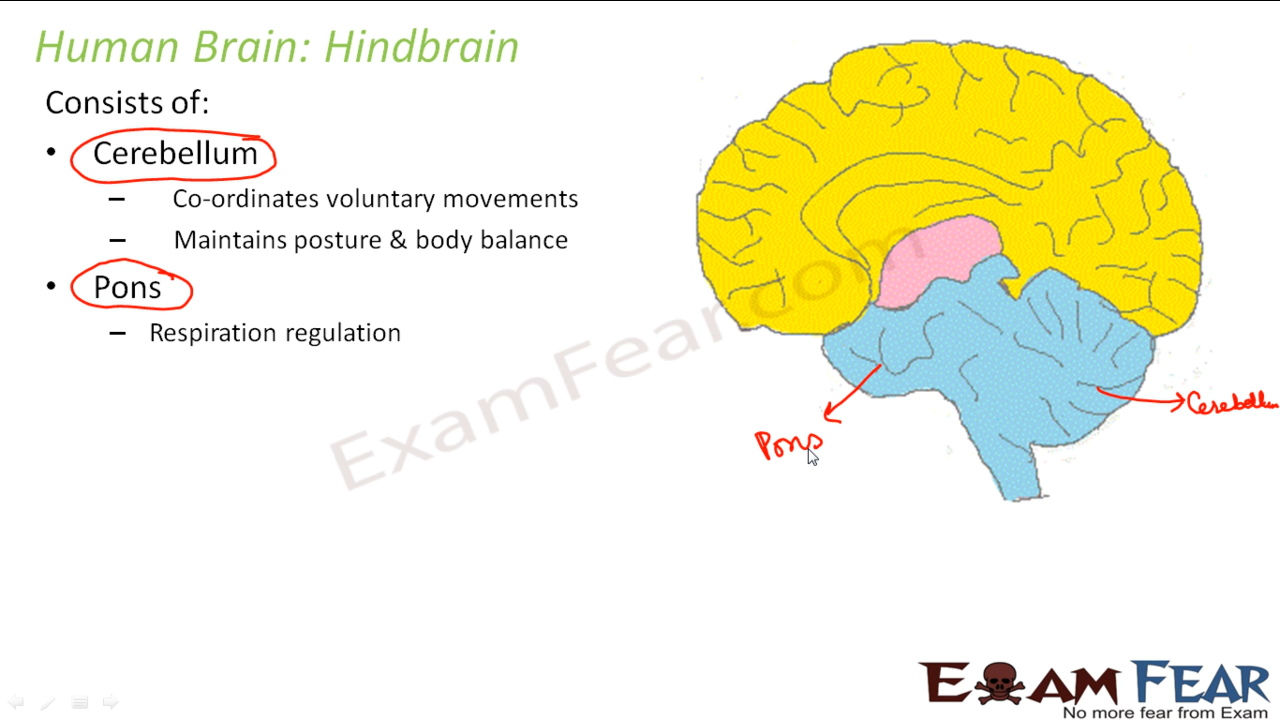 Human Brain: Hindbrain
Consists of:
• Cerebellum
– Co-ordinates voluntary movements
– Maintains posture & body balance
• Pons
– Respiration regulation
ExamFear.com
Cerebellum
Pons
EXAM FEAR
No more fear from Exam